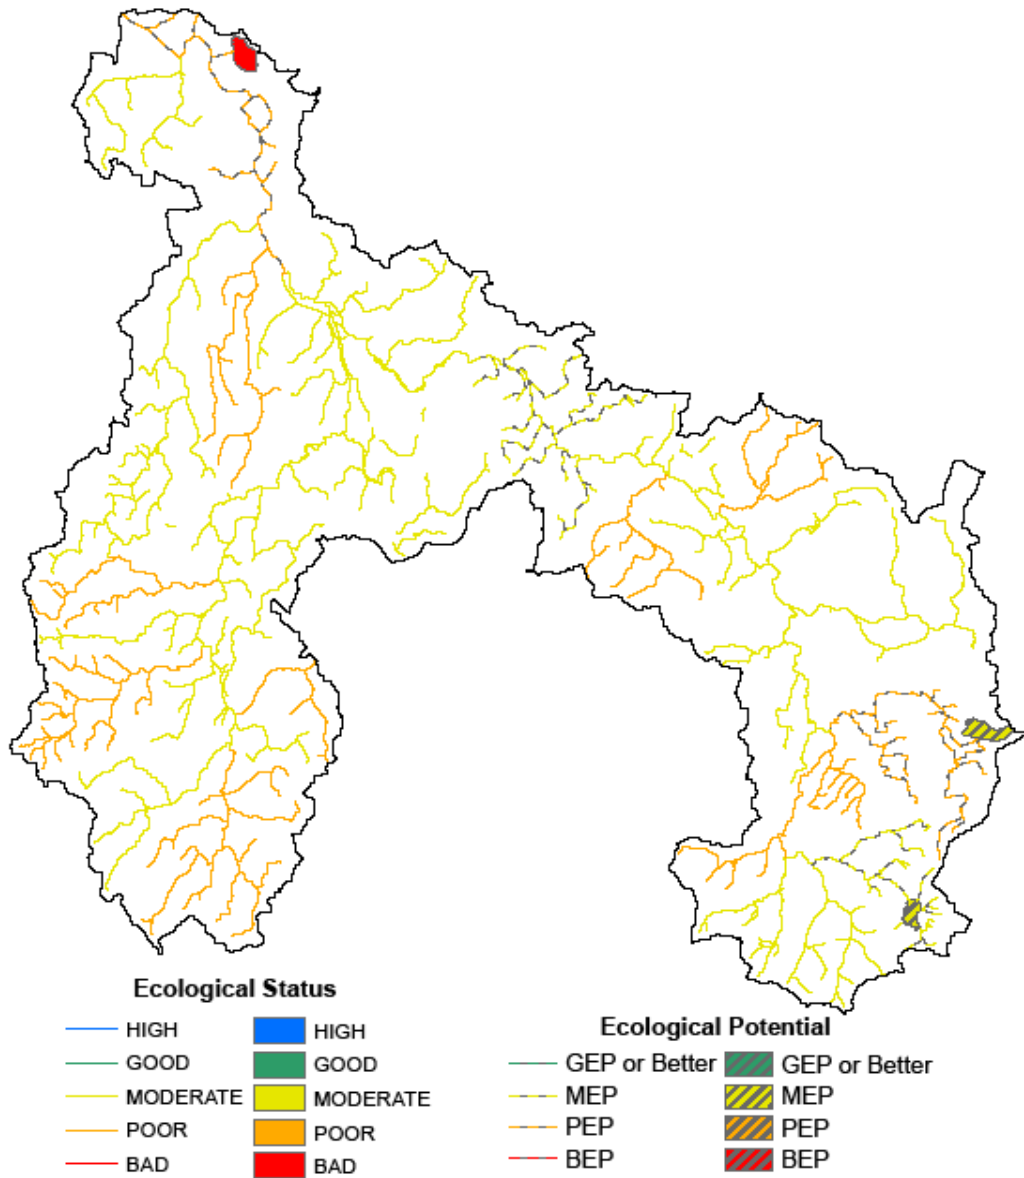 Ecological Status
HIGH HIGH
GOOD GOOD
MODERATE MODERATE
POOR POOR
BAD BAD
Ecological Potential
GEP or Better GEP or Better
MEP MEP
PEP PEP
BEP BEP